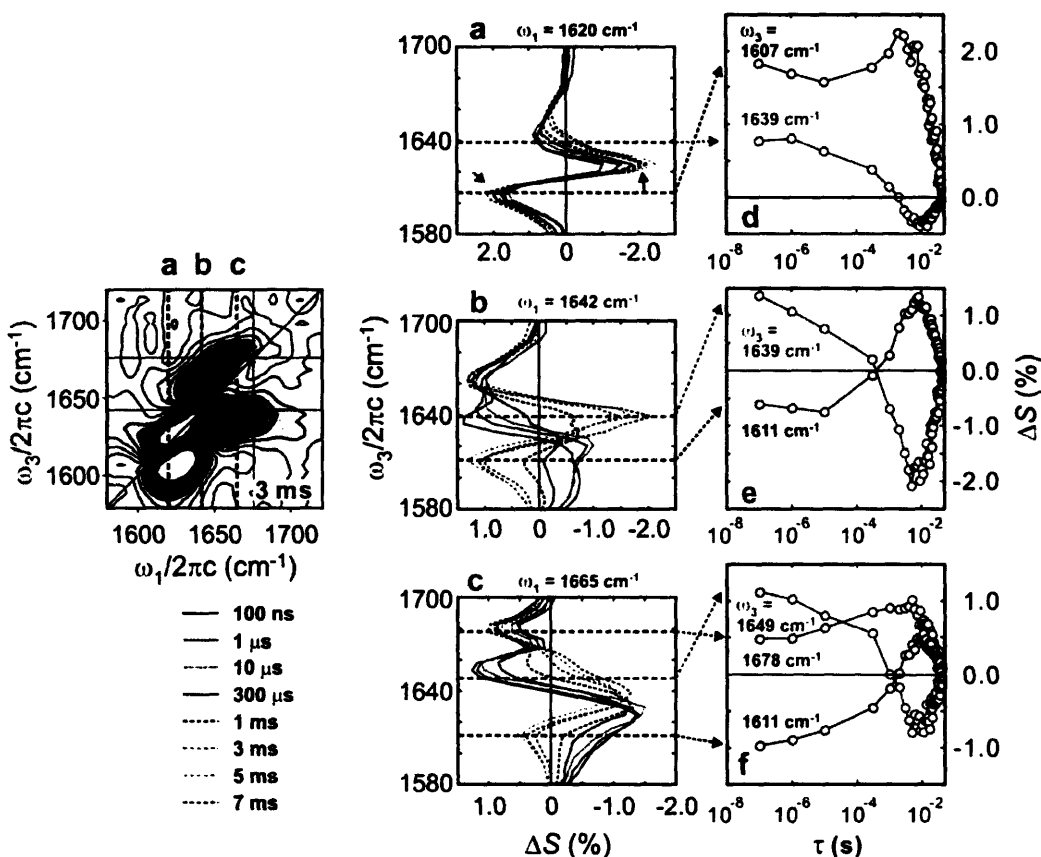 a
ω1 = 1620 cm-1
1700
1640
1580
2.0 0 -2.0
ω3 =
1607 cm-1
1639 cm-1
d
2.0
1.0
0.0
10-8 10-6 10-4 10-2
a b c
1700
1650
1600
3 ms
1600 1650 1700
ω3/2πc (cm-1)
ω1/2πc (cm-1)
b
ω1 = 1642 cm-1
1700
1640
1580
1.0 0 -1.0 -2.0
ω3/2πc (cm-1)
ω3 =
1639 cm-1
1611 cm-1
e
1.0
0.0
-1.0
-2.0
ΔS (%)
10-8 10-6 10-4 10-2
100 ns
1 μs
10 μs
300 μs
1 ms
3 ms
5 ms
7 ms
c
ω1 = 1665 cm-1
1700
1640
1580
1.0 0 -1.0 -2.0
ΔS (%)
ω3 =
1649 cm-1
1678 cm-1
1611 cm-1
f
1.0
0.0
-1.0
10-8 10-6 10-4 10-2
τ (s)